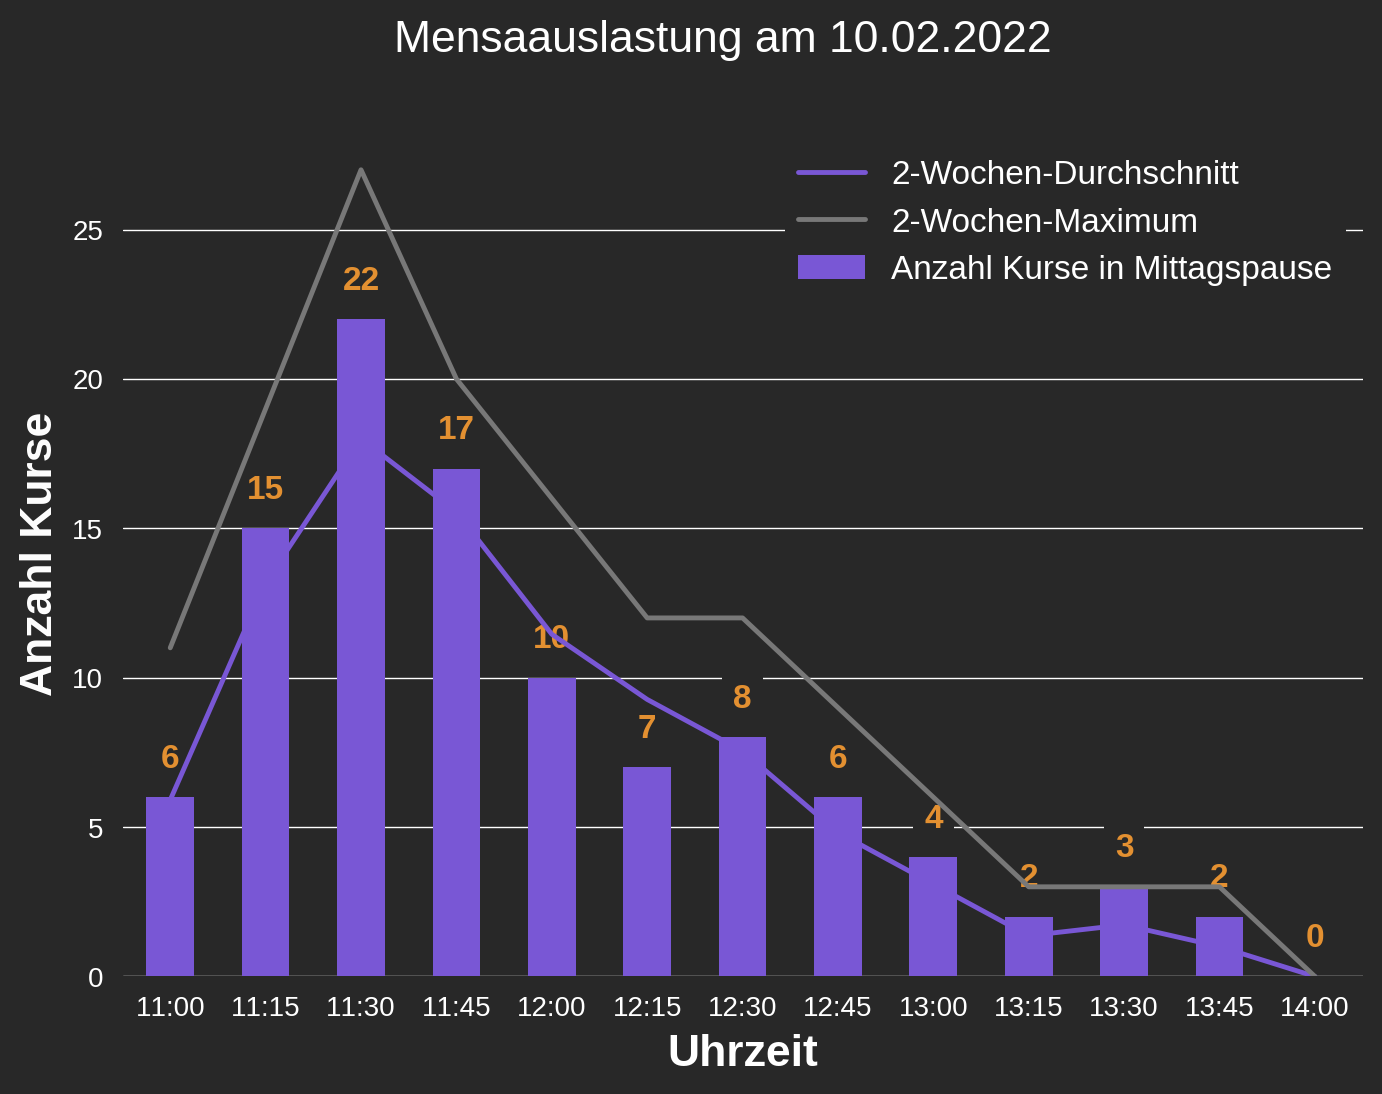 Mensaauslastung am 10.02.2022
2-Wochen-Durchschnitt
2-Wochen-Maximum
Anzahl Kurse in Mittagspause
Anzahl Kurse
25
20
15
10
5
0
6
15
22
17
10
7
8
6
4
2
3
2
0
11:00 11:15 11:30 11:45 12:00 12:15 12:30 12:45 13:00 13:15 13:30 13:45 14:00
Uhrzeit